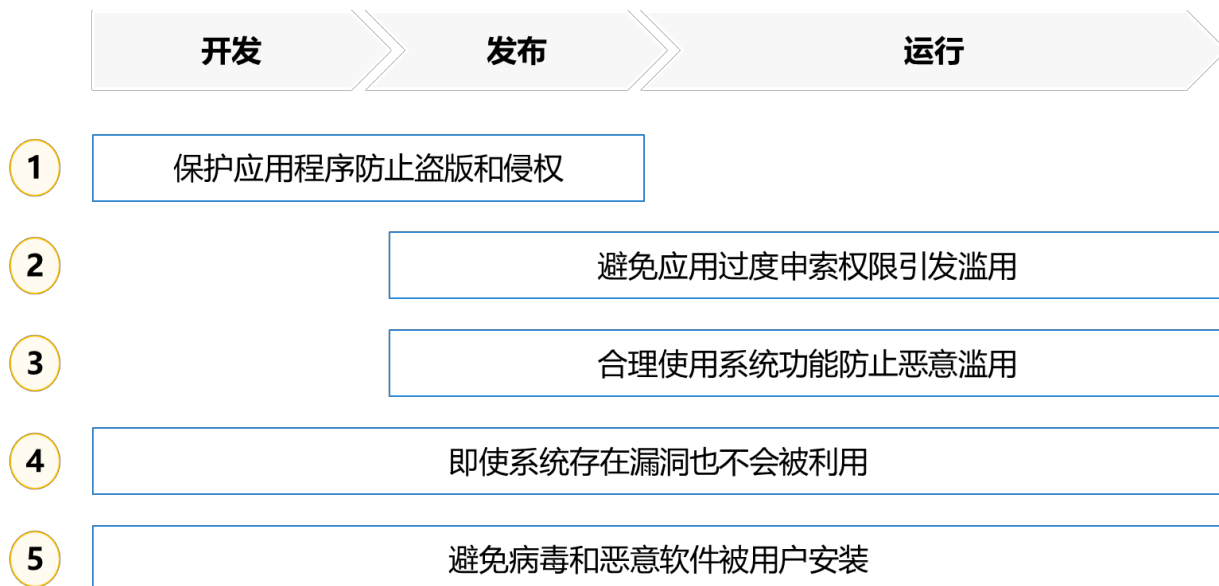 开发 发布 运行
1 保护应用程序防止盗版和侵权
2 避免应用过度申索权限引发滥用
3 合理使用系统功能防止恶意滥用
4 即使系统存在漏洞也不会被利用
5 避免病毒和恶意软件被用户安装